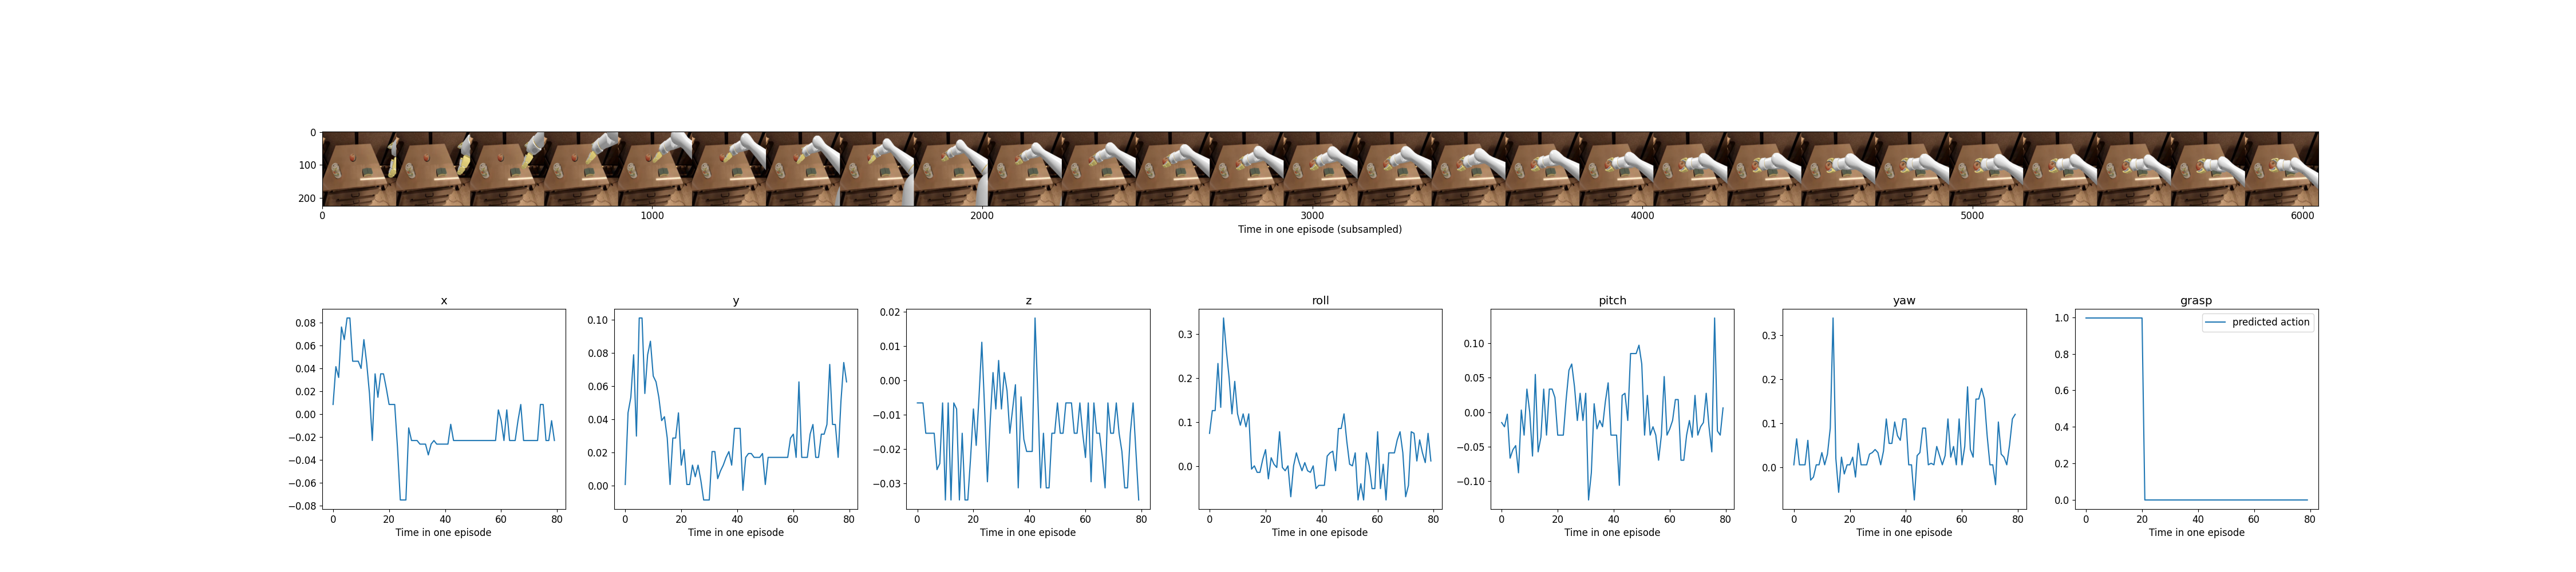 0
100
200
0 1000 2000 3000 4000 5000 6000
Time in one episode (subsampled)
x
0.08
0.06
0.04
0.02
0.00
−0.02
−0.04
−0.06
−0.08
0 20 40 60 80
Time in one episode
y
0.10
0.08
0.06
0.04
0.02
0.00
0 20 40 60 80
Time in one episode
z
0.02
0.01
0.00
−0.01
−0.02
−0.03
0 20 40 60 80
Time in one episode
roll
0.3
0.2
0.1
0.0
0 20 40 60 80
Time in one episode
pitch
0.10
0.05
0.00
−0.05
−0.10
0 20 40 60 80
Time in one episode
yaw
0.3
0.2
0.1
0.0
0 20 40 60 80
Time in one episode
grasp
predicted action
1.0
0.8
0.6
0.4
0.2
0.0
0 20 40 60 80
Time in one episode